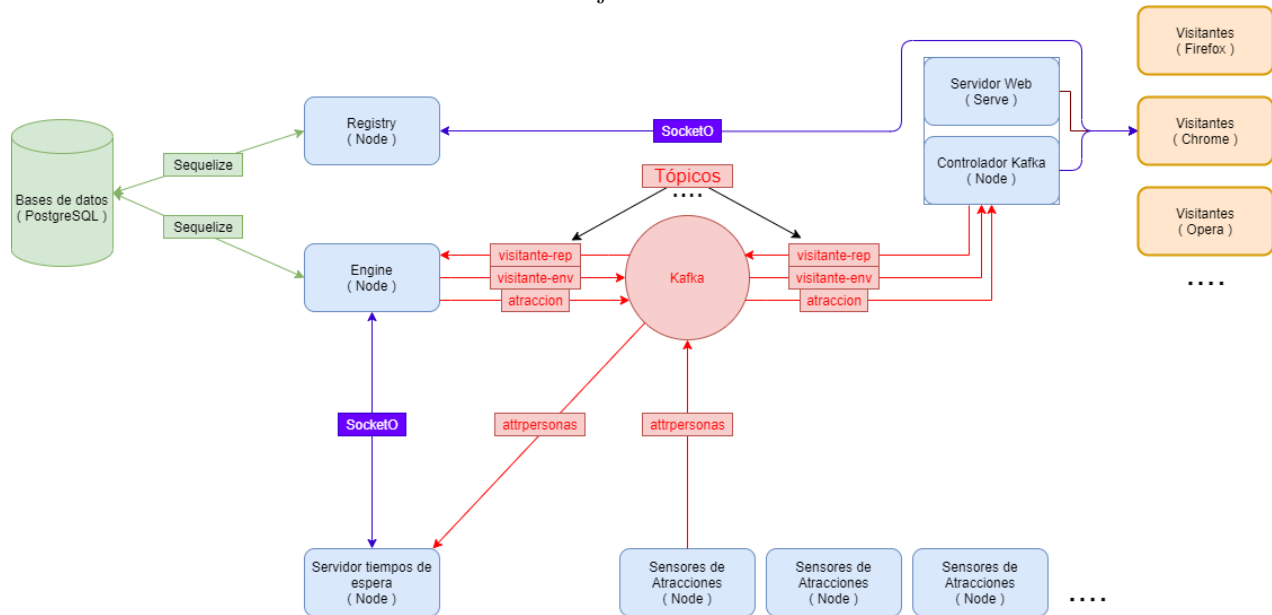 Visitantes
( Firefox )
Servidor Web
( Serve )
Registry
( Node )
SocketO
Visitantes
( Chrome )
Sequelize
Controlador Kafka
( Node )
Tópicos
....
Bases de datos
( PostgreSQL )
Sequelize
Visitantes
( Opera )
Engine
( Node )
visitante-rep
visitante-env
atraccion
Kafka
visitante-rep
visitante-env
atraccion
....
SocketO
attrpersonas
attrpersonas
Servidor tiempos de
espera
( Node )
Sensores de
Atracciones
( Node )
Sensores de
Atracciones
( Node )
Sensores de
Atracciones
( Node )
....